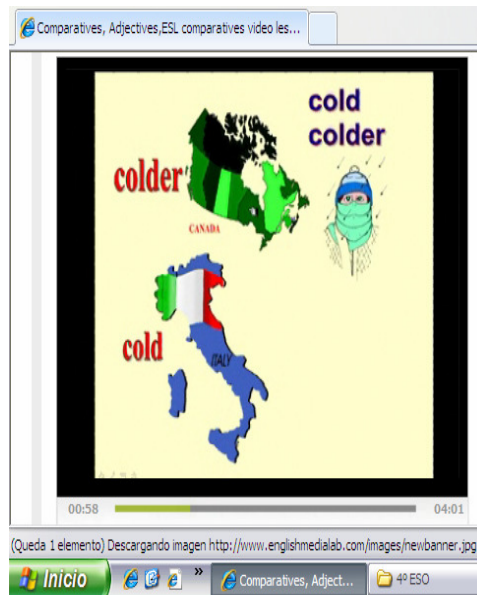 Comparatives, Adjectives,ESL comparatives video les...
cold
colder
colder
CANADA
cold
ITALY
00:58
04:01
(Queda 1 elemento) Descargando imagen http://www.englishmedialab.com/images/newbanner.jpg
Inicio
»
Comparatives, Adject...
4º ESO